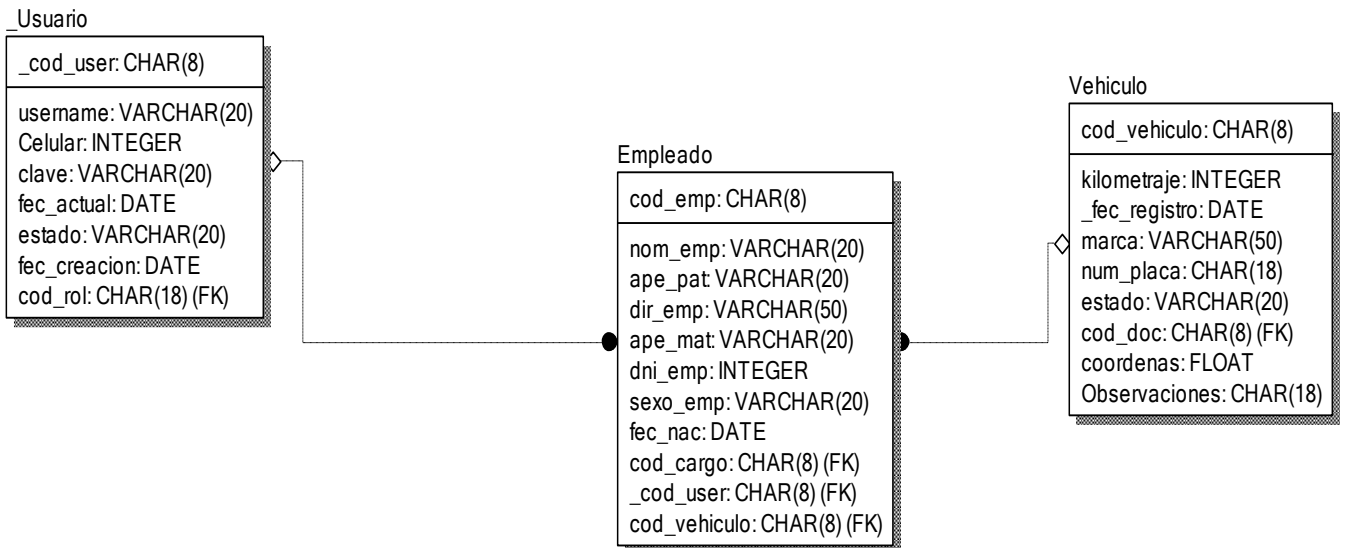 _Usuario
_cod_user: CHAR(8)
username: VARCHAR(20)
Celular: INTEGER
clave: VARCHAR(20)
fec_actual: DATE
estado: VARCHAR(20)
fec_creacion: DATE
cod_rol: CHAR(18) (FK)
Empleado
cod_emp: CHAR(8)
nom_emp: VARCHAR(20)
ape_pat: VARCHAR(20)
dir_emp: VARCHAR(50)
ape_mat: VARCHAR(20)
dni_emp: INTEGER
sexo_emp: VARCHAR(20)
fec_nac: DATE
cod_cargo: CHAR(8) (FK)
_cod_user: CHAR(8) (FK)
cod_vehiculo: CHAR(8) (FK)
Vehiculo
cod_vehiculo: CHAR(8)
kilometraje: INTEGER
_fec_registro: DATE
marca: VARCHAR(50)
num_placa: CHAR(18)
estado: VARCHAR(20)
cod_doc: CHAR(8) (FK)
coordenas: FLOAT
Observaciones: CHAR(18)